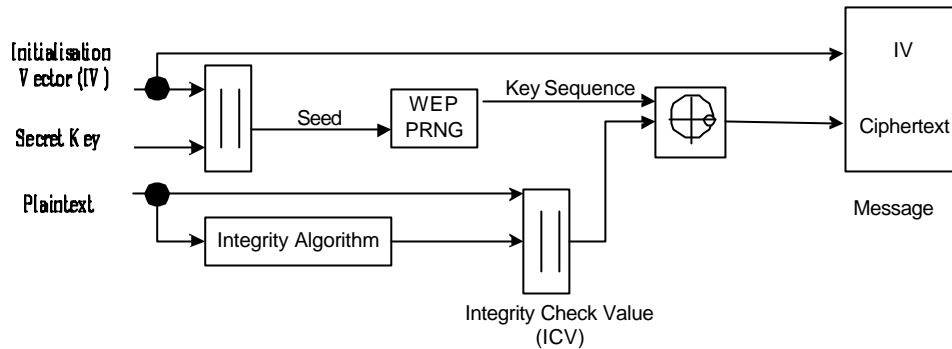 Initialisation
Vector (IV)
Secret Key
Plaintext
Seed
WEP
PRNG
Key Sequence
IV
Ciphertext
Message
Integrity Algorithm
Integrity Check Value
(ICV)